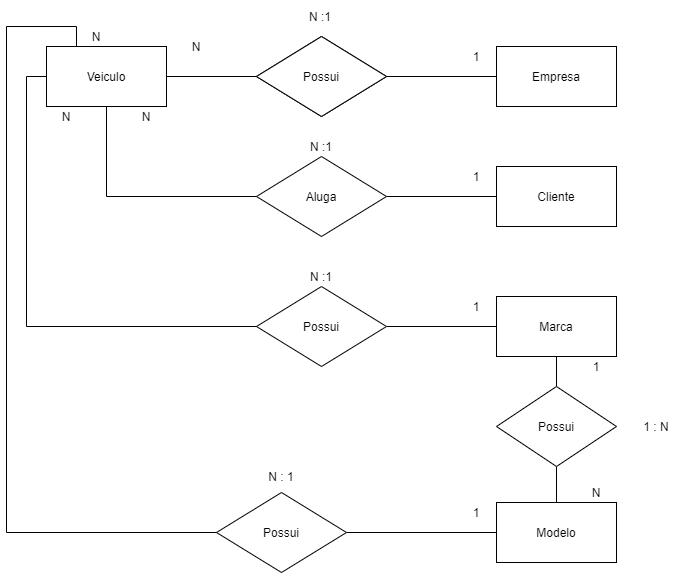 N :1
N
N
1
Veiculo
Possui
Empresa
N
N
N :1
1
Aluga
Cliente
N :1
1
Possui
Marca
1
Possui
1 : N
N : 1
N
1
Possui
Modelo